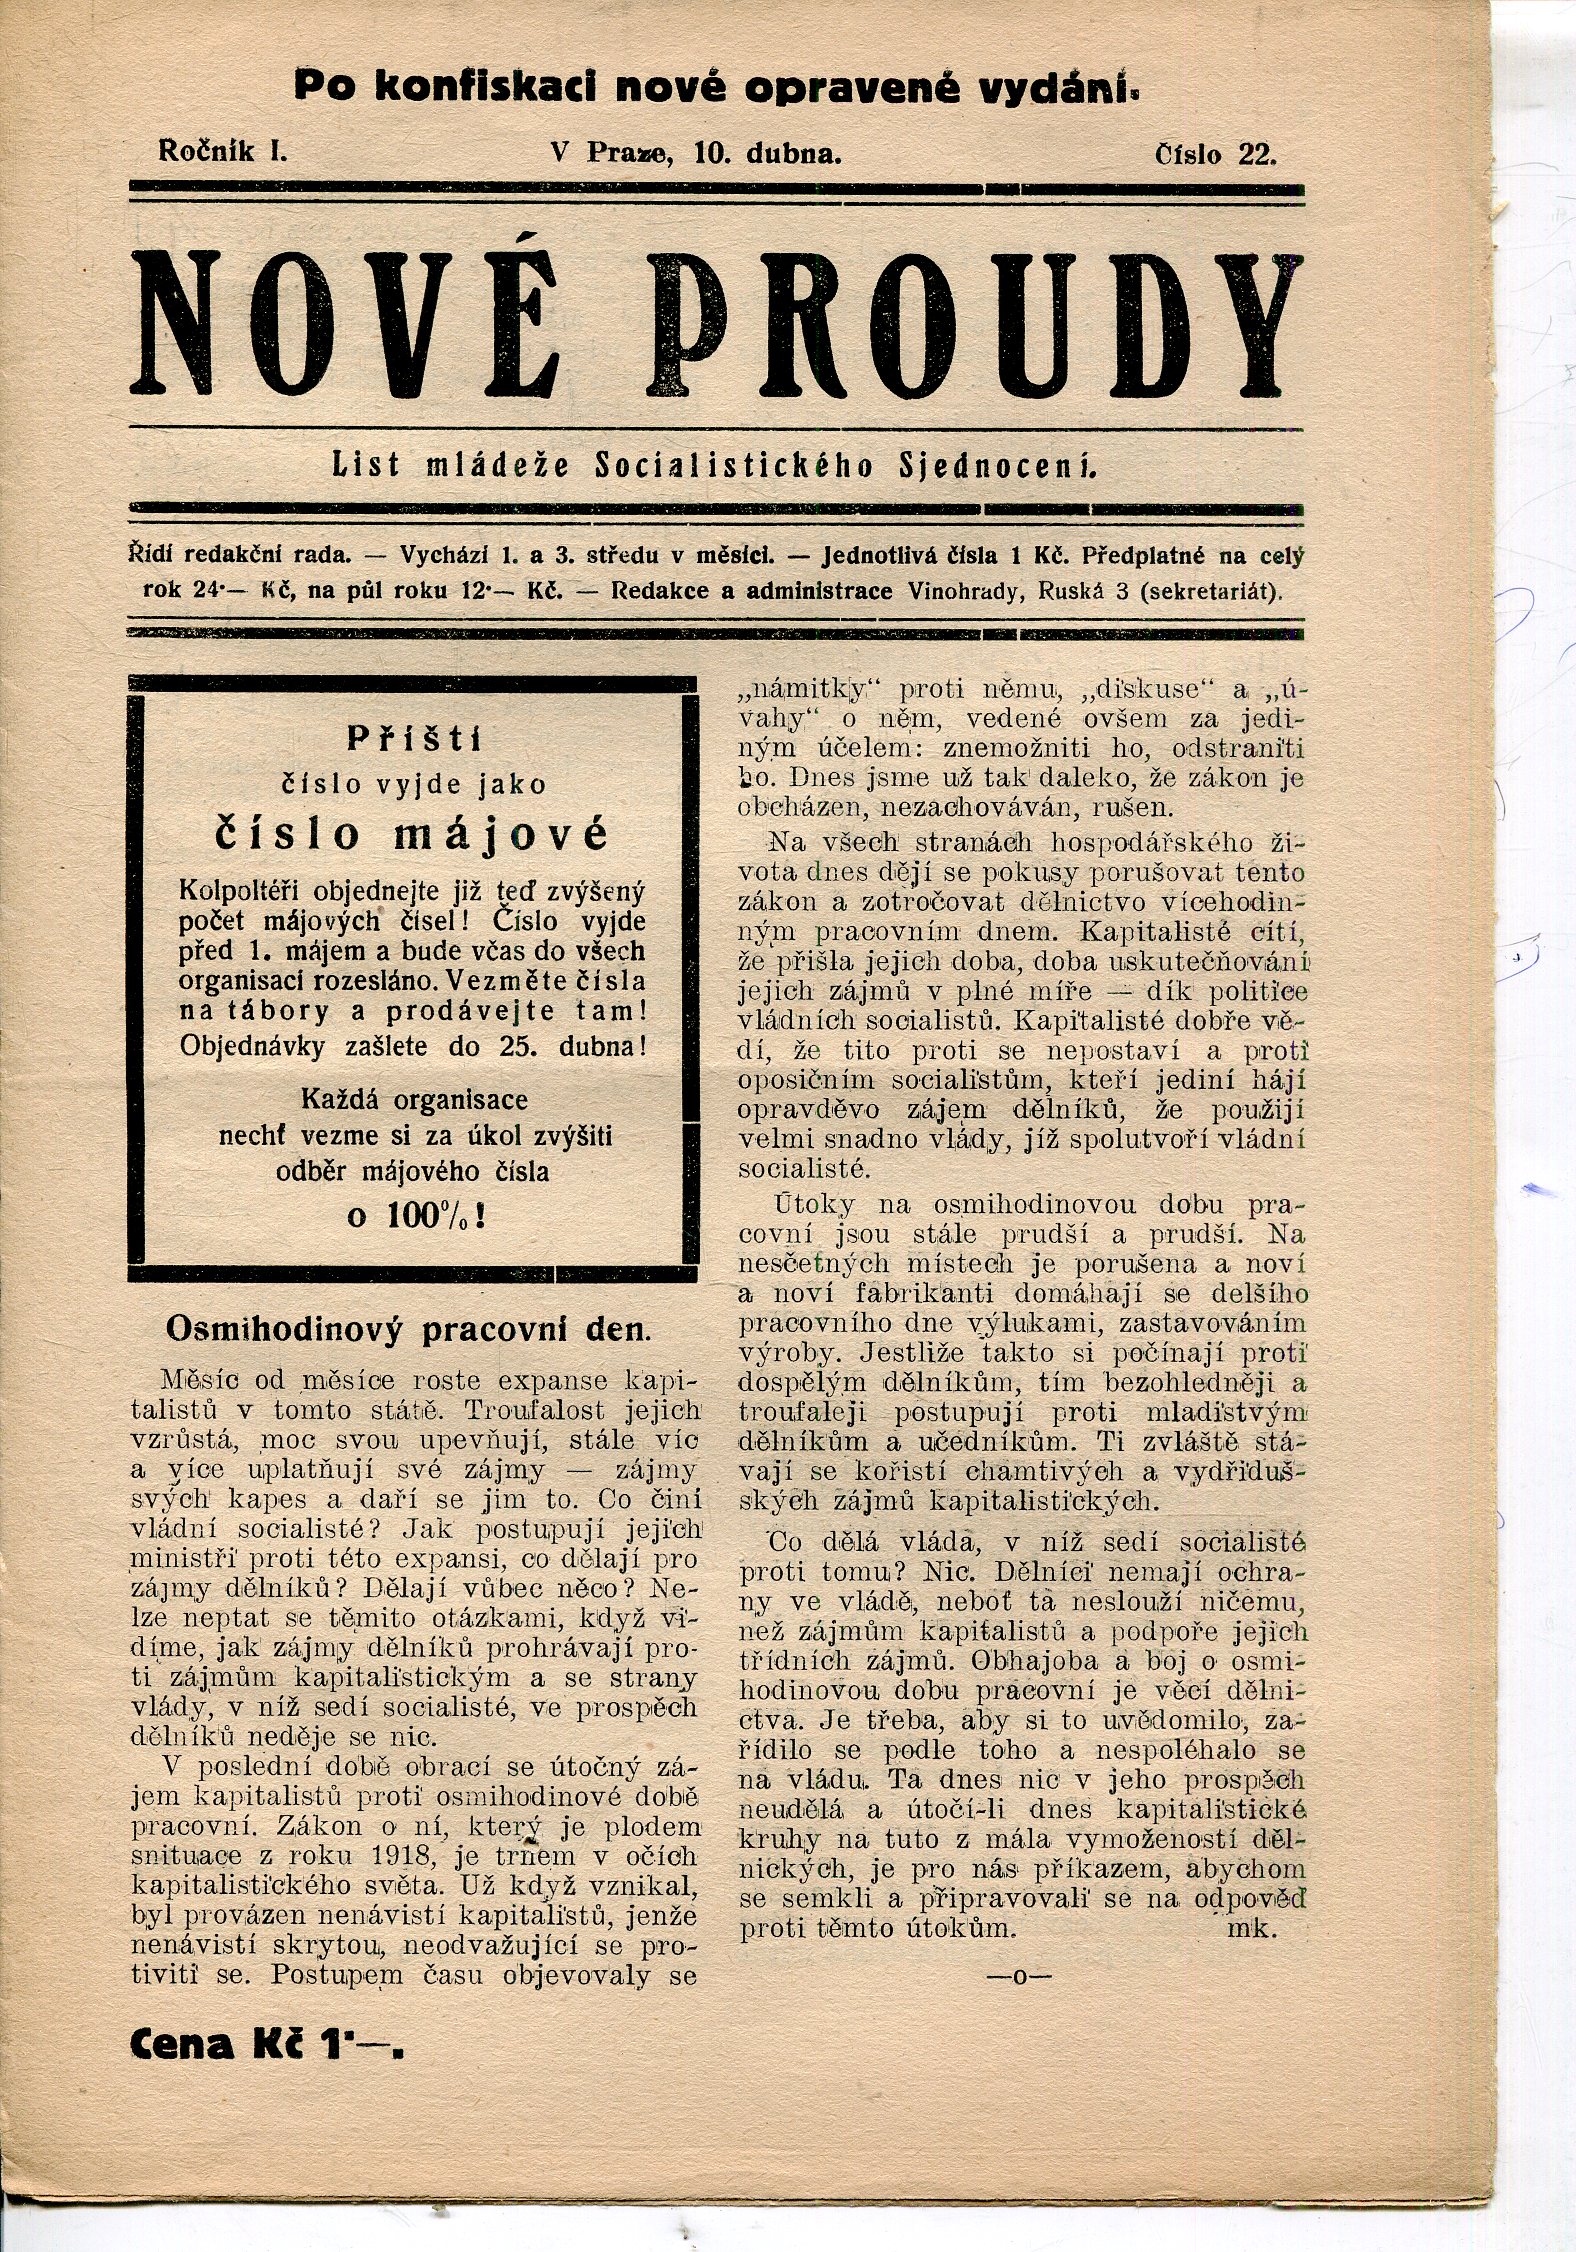 Po konfiskaci nové opravené vydání.
Ročník I.
V Praze, 10. dubna.
Číslo 22.
NOVÉ PROUDY
List mládeže Socialistického Sjednocení.
Řídí redakční rada. — Vychází 1. a 3. středu v měsíci. — Jednotlivá čísla 1 Kč. Předplatné na celý
rok 24·— Kč, na půl roku 12·— Kč. — Redakce a administrace Vinohrady, Ruská 3 (sekretariát).
Příští
číslo vyjde jako
číslo májové
Kolpoltéři objednejte již teď zvýšený
počet májových čísel! Číslo vyjde
před 1. májem a bude včas do všech
organisací rozesláno. Vezměte čísla
na tábory a prodávejte tam!
Objednávky zašlete do 25. dubna!
Každá organisace
nechť vezme si za úkol zvýšiti
odběr májového čísla
o 100%!
Osmihodinový pracovní den.
Měsíc od měsíce roste expanse kapi-
talistů v tomto státě. Troufalost jejich
vzrůstá, moc svou upevňují, stále víc
a více uplatňují své zájmy — zájmy
svých kapes a daří se jim to. Co činí
vládní socialisté? Jak postupují jejich
ministři proti této expansi, co dělají pro
zájmy dělníků? Dělají vůbec něco? Ne-
lze neptat se těmito otázkami, když vi-
díme, jak zájmy dělníků prohrávají pro-
ti zájmům kapitalistickým a se strany
vlády, v níž sedí socialisté, ve prospěch
dělníků neděje se nic.
V poslední době obrací se útočný zá-
jem kapitalistů proti osmihodinové době
pracovní. Zákon o ní, který je plodem
snituace z roku 1918, je trnem v očích
kapitalistického světa. Už když vznikal,
byl provázen nenávistí kapitalistů, jenže
nenávistí skrytou, neodvažující se pro-
tiviti se. Postupem času objevovaly se
„námitky“ proti němu, „diskuse“ a „ú-
vahy“ o něm, vedené ovšem za jedi-
ným účelem: znemožniti ho, odstraniti
ho. Dnes jsme už tak daleko, že zákon je
obcházen, nezachováván, rušen.
Na všech stranách hospodářského ži-
vota dnes dějí se pokusy porušovat tento
zákon a zotročovat dělnictvo vícehodin-
ným pracovním dnem. Kapitalisté cítí,
že přišla jejich doba, doba uskutečňování
jejich zájmů v plné míře — dík politice
vládních socialistů. Kapitalisté dobře vě-
dí, že tito proti se nepostaví a proti
oposičním socialistům, kteří jediní hájí
opravděvo zájem dělníků, že použijí
velmi snadno vlády, jíž spolutvoří vládní
socialisté.
Útoky na osmihodinovou dobu pra-
covní jsou stále prudší a prudší. Na
nesčetných místech je porušena a noví
a noví fabrikanti domáhají se delšího
pracovního dne výlukami, zastavováním
výroby. Jestliže takto si počínají proti
dospělým dělníkům, tím bezohledněji a
troufaleji postupují proti mladistvým
dělníkům a učedníkům. Ti zvláště stá-
vají se kořistí chamtivých a vydřiduš-
ských zájmů kapitalistických.
Co dělá vláda, v níž sedí socialisté
proti tomu? Nic. Dělníci nemají ochra-
ny ve vládě, neboť ta neslouží ničemu,
než zájmům kapitalistů a podpoře jejich
třídních zájmů. Obhajoba a boj o osmi-
hodinovou dobu pracovní je věcí dělni-
ctva. Je třeba, aby si to uvědomilo, za-
řídilo se podle toho a nespoléhalo se
na vládu. Ta dnes nic v jeho prospěch
neudělá a útočí-li dnes kapitalistické
kruhy na tuto z mála vymožeností děl-
nických, je pro nás příkazem, abychom
se semkli a připravovali se na odpověď
proti těmto útokům. mk.
—o—
Cena Kč 1·—.